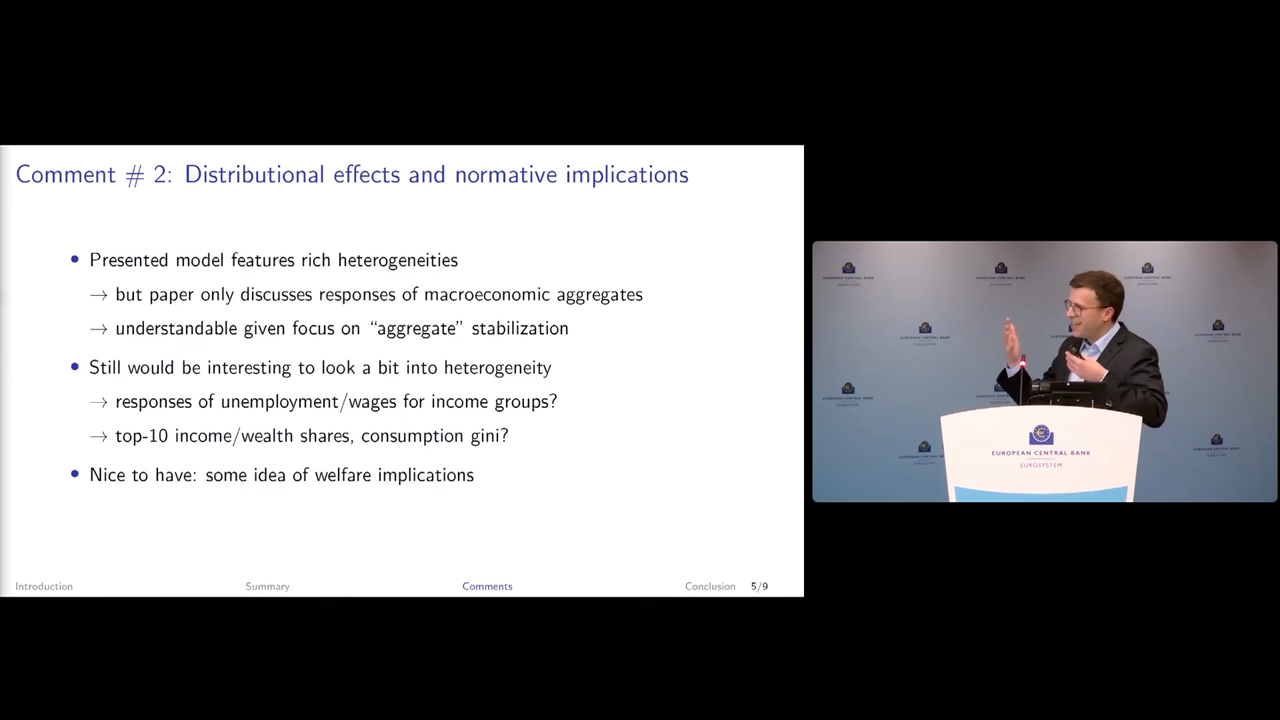 Comment # 2: Distributional effects and normative implications
• Presented model features rich heterogeneities
→ but paper only discusses responses of macroeconomic aggregates
→ understandable given focus on “aggregate” stabilization
• Still would be interesting to look a bit into heterogeneity
→ responses of unemployment/wages for income groups?
→ top-10 income/wealth shares, consumption gini?
• Nice to have: some idea of welfare implications
Introduction Summary Comments Conclusion 5/9
EUROPEAN CENTRAL BANK
EUROSYSTEM